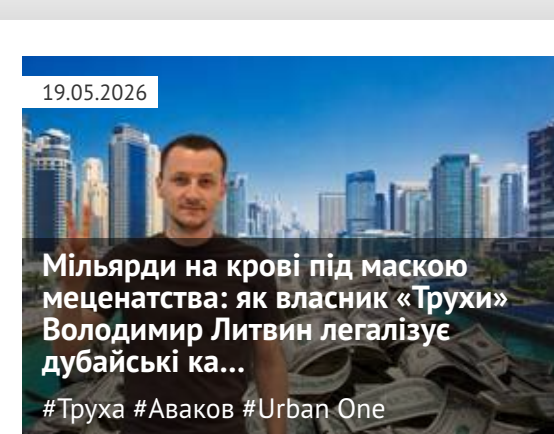 19.05.2026
Мільярди на крові під маскою
меценатства: як власник «Трухи»
Володимир Литвин легалізує
дубайські ка...
#Труха #Аваков #Urban One